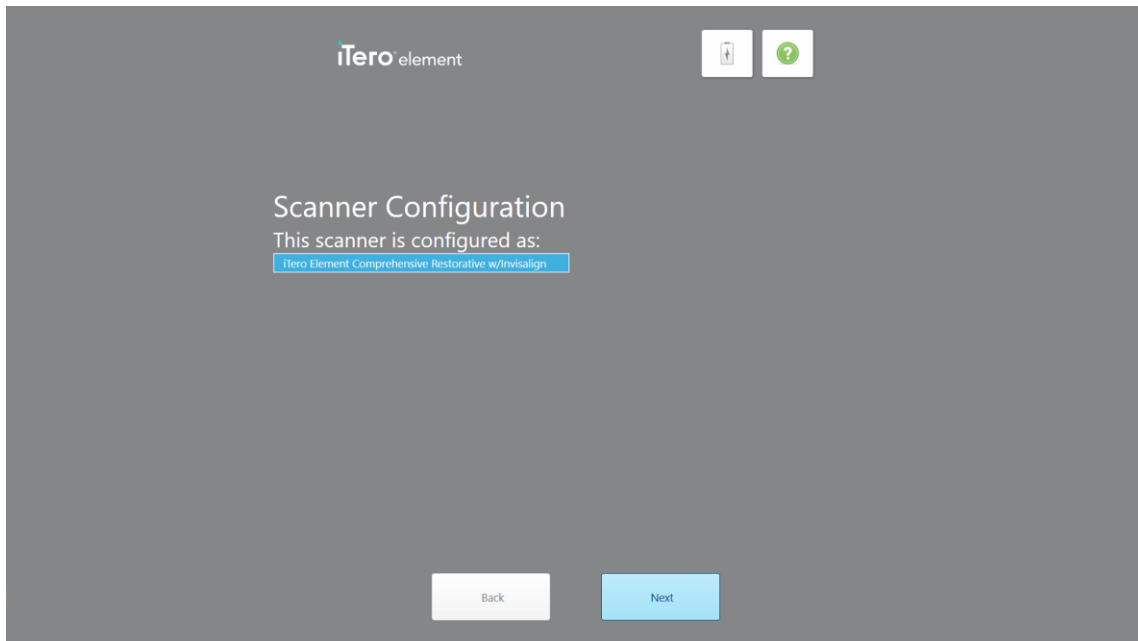 iTero element
?
Scanner Configuration
This scanner is configured as:
iTero Element Comprehensive Restorative w/Invisalign
Back
Next